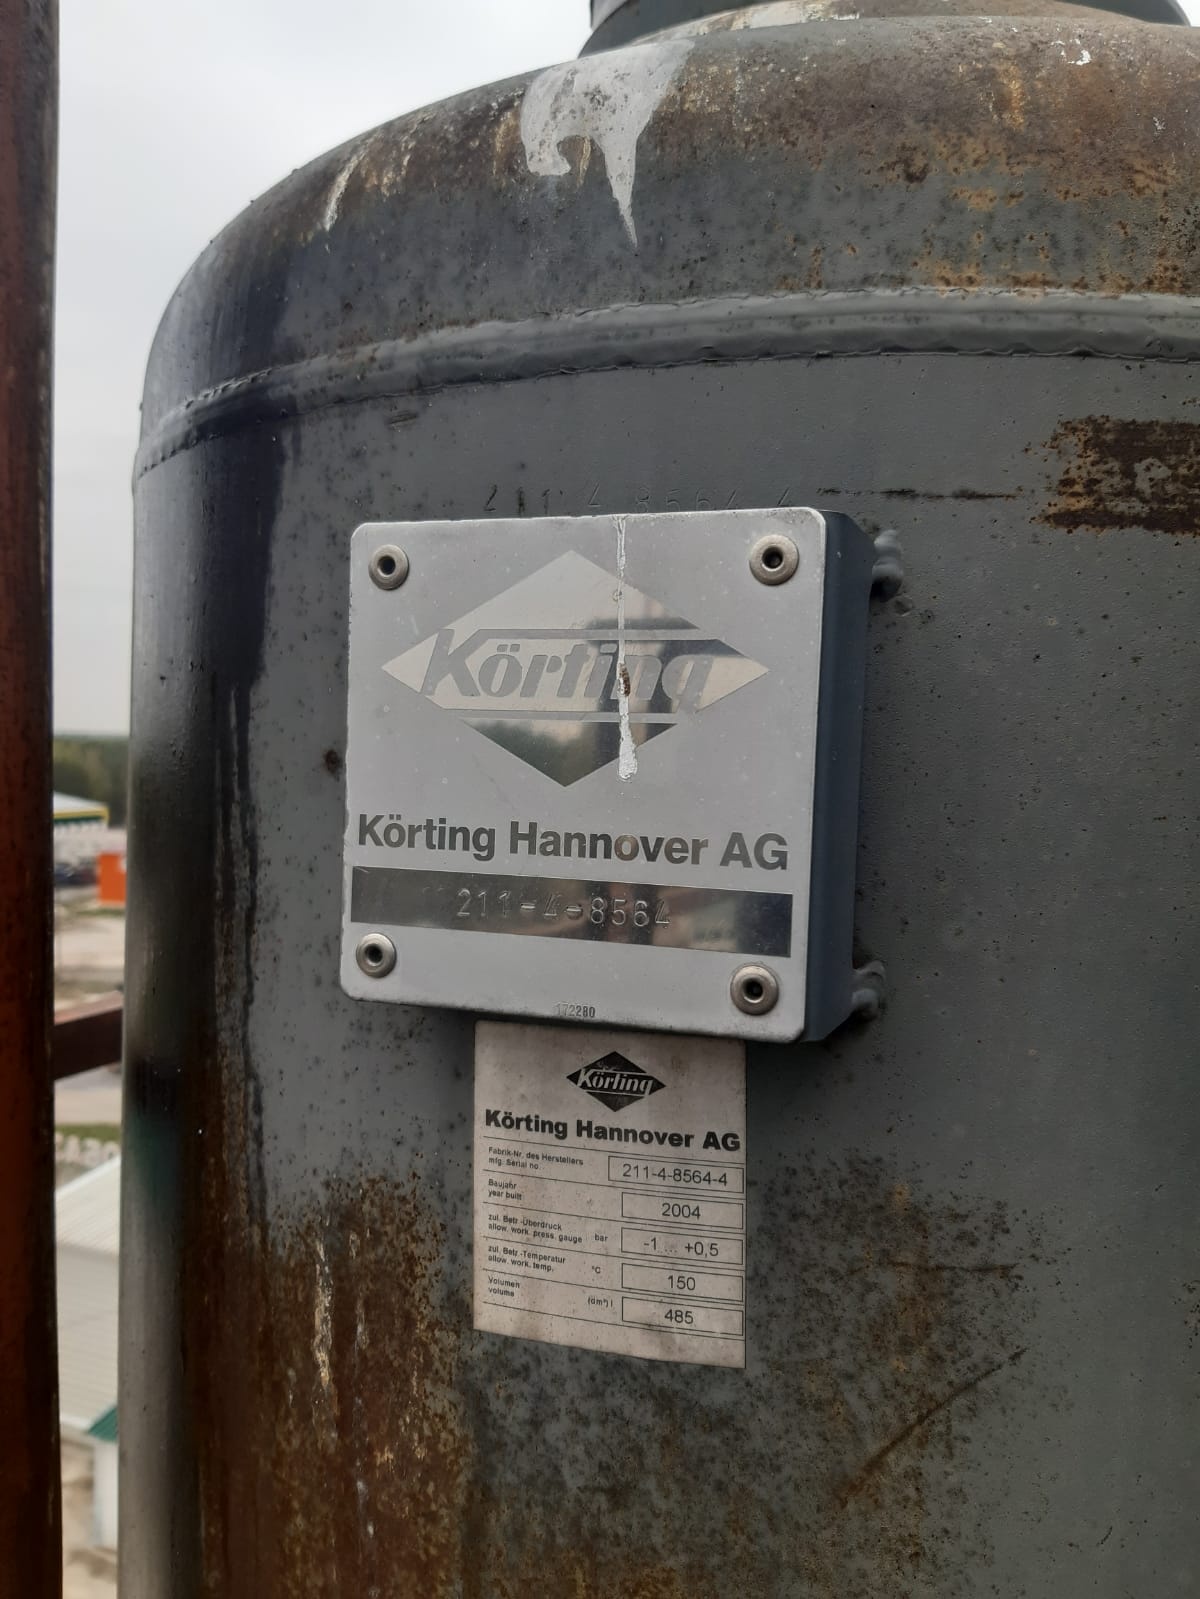 211 4 8564 4
Körting
Körting Hannover AG
211-4-8564
172280
Körting
Körting Hannover AG
Fabrik-Nr. des Herstellers
mfg. Serial no.
211-4-8564-4
Baujahr
year built
2004
zul. Betr.-Überdruck
allow. work. press. gauge
bar
-1 ... +0,5
zul. Betr.-Temperatur
allow. work. temp.
°C
150
Volumen
volume
(dm³) l
485